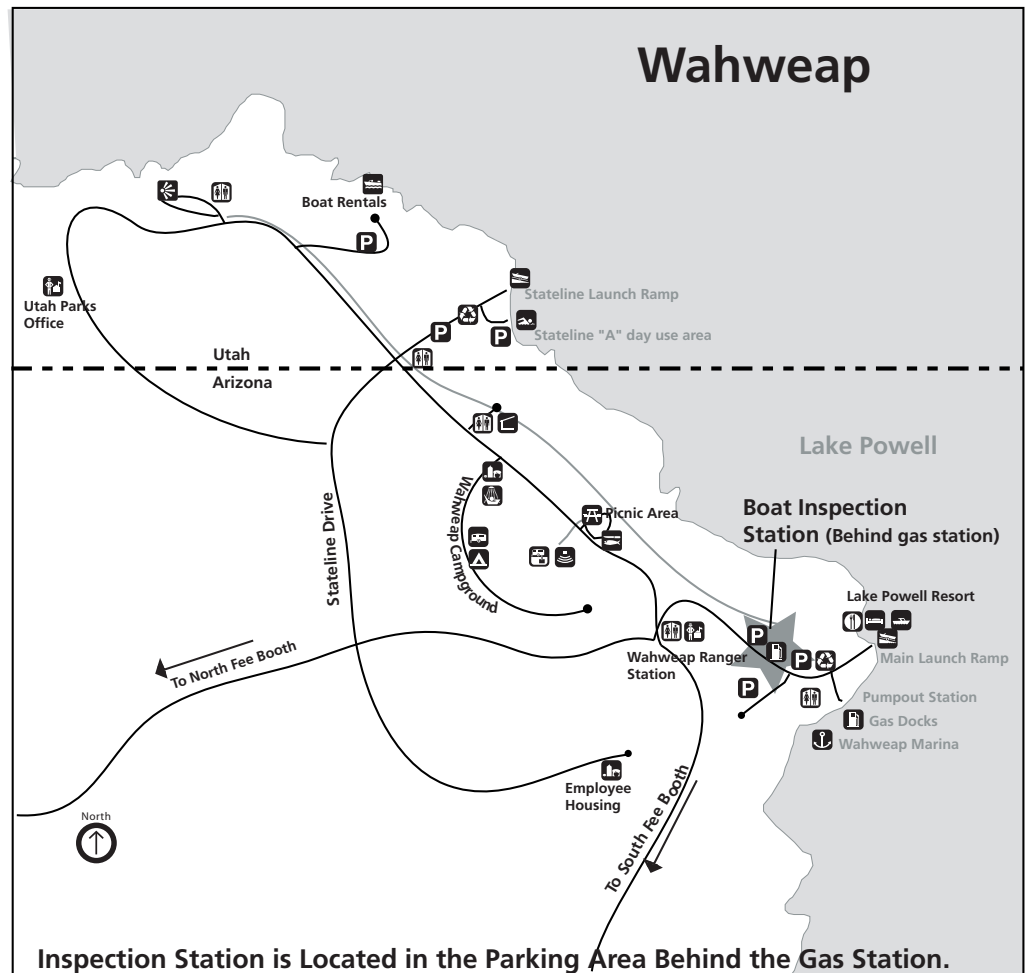 Wahweap
Boat Rentals
Utah Parks
Office
Stateline Launch Ramp
Stateline "A" day use area
Utah
Arizona
Lake Powell
Stateline Drive
Wahweap Campground
Picnic Area
Boat Inspection
Station (Behind gas station)
Lake Powell Resort
To North Fee Booth
Wahweap Ranger
Station
Main Launch Ramp
Pumpout Station
Gas Docks
Wahweap Marina
Employee
Housing
To South Fee Booth
North
P
P
P
P
P
P
Inspection Station is Located in the Parking Area Behind the Gas Station.